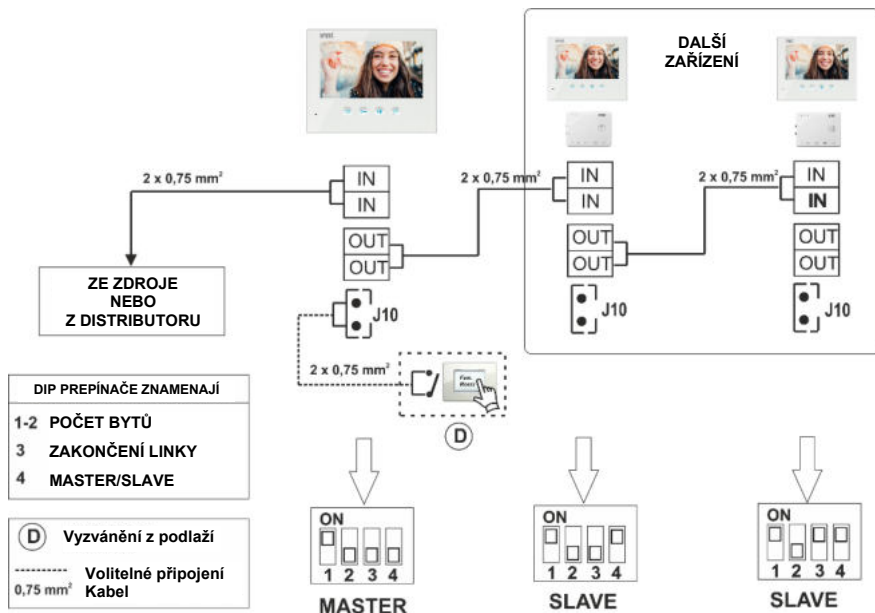 DALŠÍ
ZAŘÍZENÍ
2 x 0,75 mm²
IN
IN
OUT
OUT
J10
2 x 0,75 mm²
IN
IN
OUT
OUT
J10
2 x 0,75 mm²
IN
IN
OUT
OUT
J10
ZE ZDROJE
NEBO
Z DISTRIBUTORU
2 x 0,75 mm²
D
DIP PREPÍNAČE ZNAMENAJÍ
1-2 POČET BYTŮ
3 ZAKONČENÍ LINKY
4 MASTER/SLAVE
D Vyzvánění z podlaží
Volitelné připojení
0,75 mm² Kabel
ON
1 2 3 4
MASTER
ON
1 2 3 4
SLAVE
ON
1 2 3 4
SLAVE